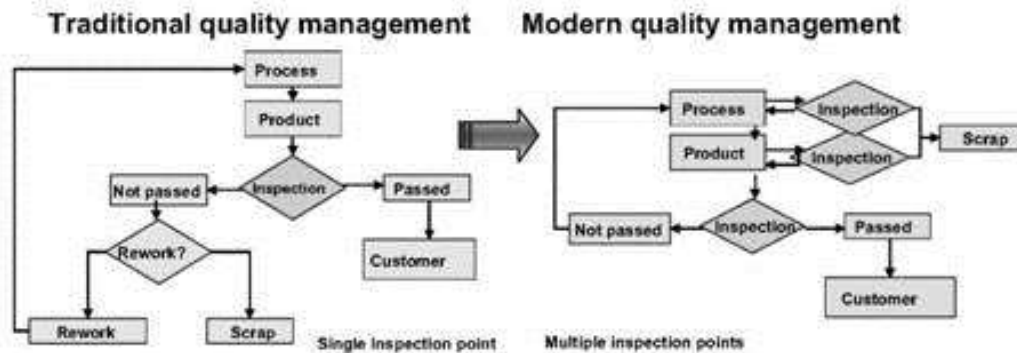 Traditional quality management
Process
Product
Inspection
Not passed
Passed
Rework?
Customer
Rework
Scrap
Single inspection point
Modern quality management
Process
Inspection
Scrap
Product
Inspection
Not passed
Inspection
Passed
Customer
Multiple inspection points